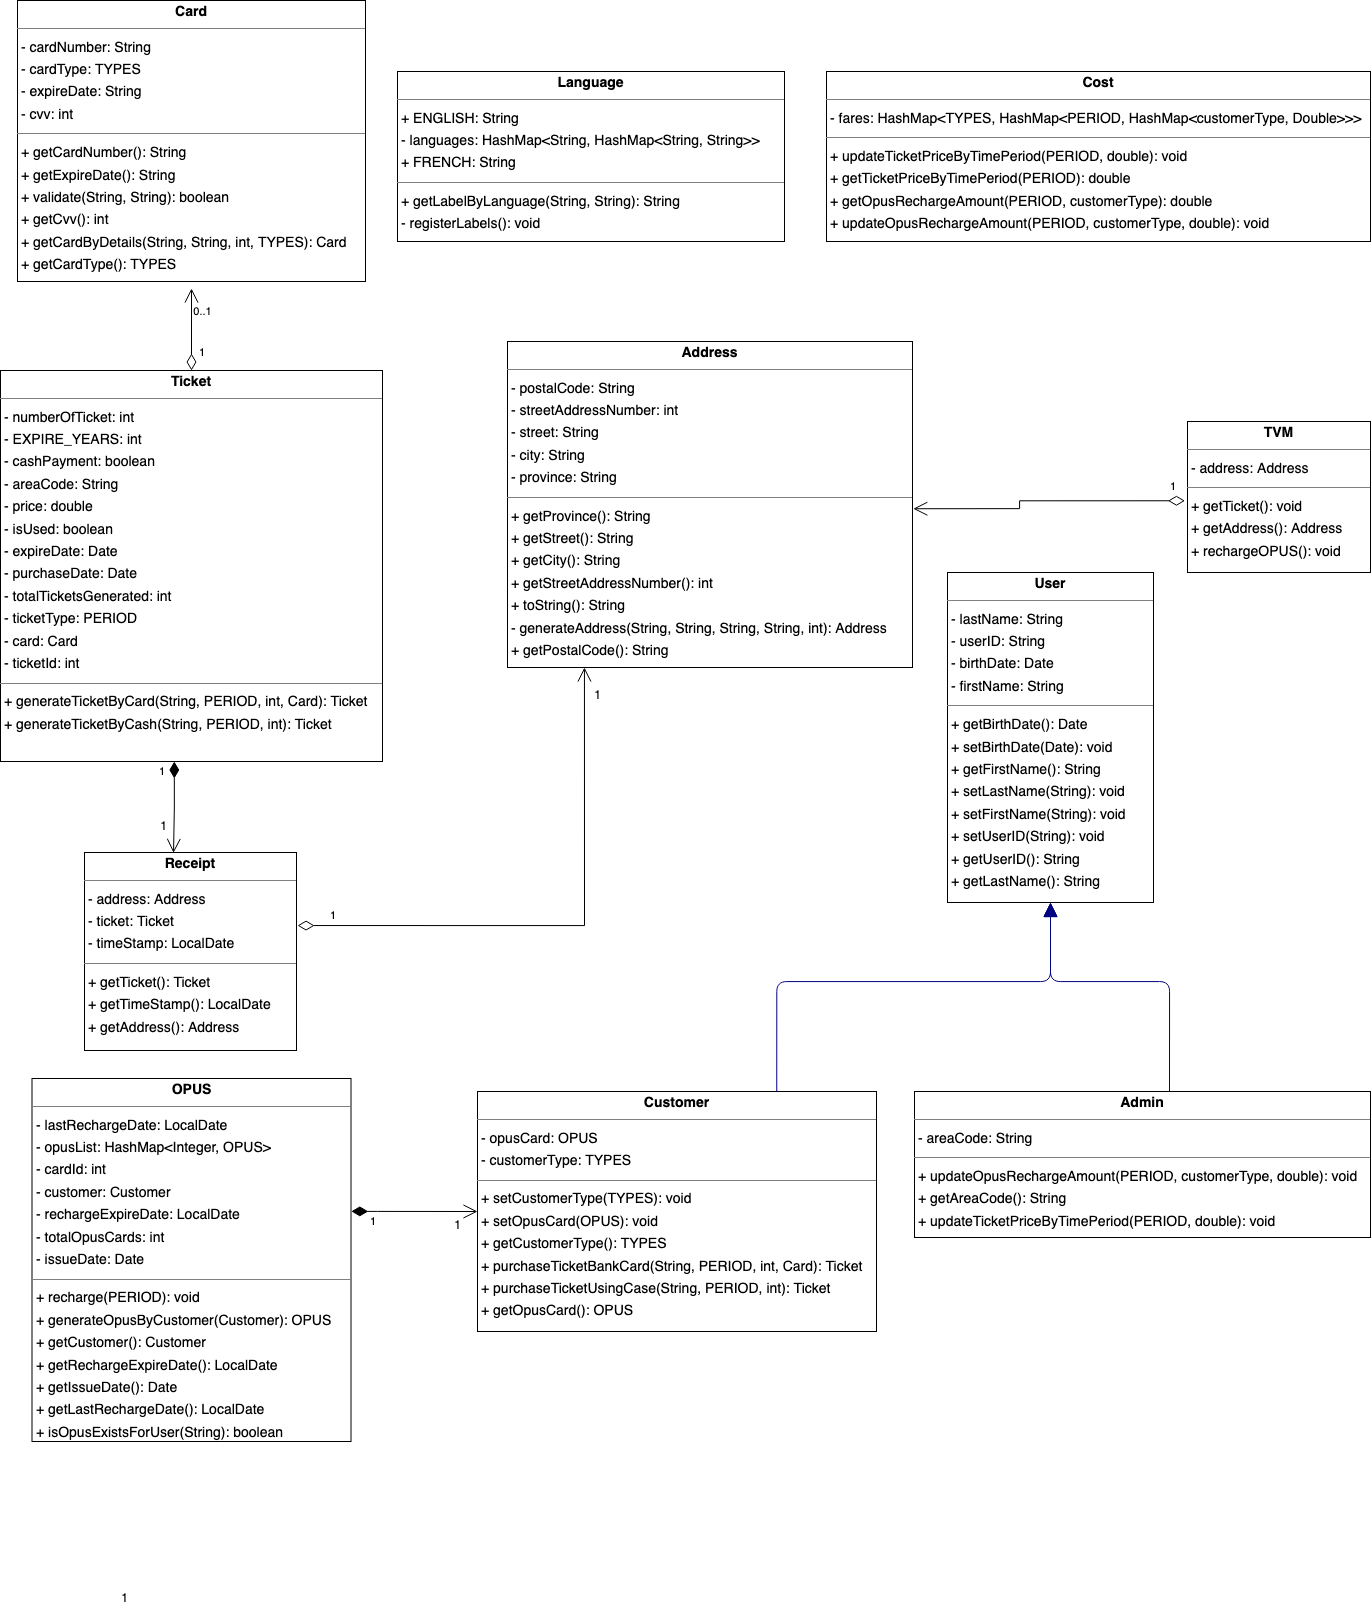 Card
- cardNumber: String
- cardType: TYPES
- expireDate: String
- cvv: int
+ getCardNumber(): String
+ getExpireDate(): String
+ validate(String, String): boolean
+ getCvv(): int
+ getCardByDetails(String, String, int, TYPES): Card
+ getCardType(): TYPES
Language
+ ENGLISH: String
- languages: HashMap<String, HashMap<String, String>>
+ FRENCH: String
+ getLabelByLanguage(String, String): String
- registerLabels(): void
Cost
- fares: HashMap<TYPES, HashMap<PERIOD, HashMap<customerType, Double>>>
+ updateTicketPriceByTimePeriod(PERIOD, double): void
+ getTicketPriceByTimePeriod(PERIOD): double
+ getOpusRechargeAmount(PERIOD, customerType): double
+ updateOpusRechargeAmount(PERIOD, customerType, double): void
0..1
1
Ticket
- numberOfTicket: int
- EXPIRE_YEARS: int
- cashPayment: boolean
- areaCode: String
- price: double
- isUsed: boolean
- expireDate: Date
- purchaseDate: Date
- totalTicketsGenerated: int
- ticketType: PERIOD
- card: Card
- ticketId: int
+ generateTicketByCard(String, PERIOD, int, Card): Ticket
+ generateTicketByCash(String, PERIOD, int): Ticket
Address
- postalCode: String
- streetAddressNumber: int
- street: String
- city: String
- province: String
+ getProvince(): String
+ getStreet(): String
+ getCity(): String
+ getStreetAddressNumber(): int
+ toString(): String
- generateAddress(String, String, String, String, int): Address
+ getPostalCode(): String
1
TVM
- address: Address
+ getTicket(): void
+ getAddress(): Address
+ rechargeOPUS(): void
1
User
- lastName: String
- userID: String
- birthDate: Date
- firstName: String
+ getBirthDate(): Date
+ setBirthDate(Date): void
+ getFirstName(): String
+ setLastName(String): void
+ setFirstName(String): void
+ setUserID(String): void
+ getUserID(): String
+ getLastName(): String
1
1
Receipt
- address: Address
- ticket: Ticket
- timeStamp: LocalDate
+ getTicket(): Ticket
+ getTimeStamp(): LocalDate
+ getAddress(): Address
1
OPUS
- lastRechargeDate: LocalDate
- opusList: HashMap<Integer, OPUS>
- cardId: int
- customer: Customer
- rechargeExpireDate: LocalDate
- totalOpusCards: int
- issueDate: Date
+ recharge(PERIOD): void
+ generateOpusByCustomer(Customer): OPUS
+ getCustomer(): Customer
+ getRechargeExpireDate(): LocalDate
+ getIssueDate(): Date
+ getLastRechargeDate(): LocalDate
+ isOpusExistsForUser(String): boolean
1
1
Customer
- opusCard: OPUS
- customerType: TYPES
+ setCustomerType(TYPES): void
+ setOpusCard(OPUS): void
+ getCustomerType(): TYPES
+ purchaseTicketBankCard(String, PERIOD, int, Card): Ticket
+ purchaseTicketUsingCase(String, PERIOD, int): Ticket
+ getOpusCard(): OPUS
Admin
- areaCode: String
+ updateOpusRechargeAmount(PERIOD, customerType, double): void
+ getAreaCode(): String
+ updateTicketPriceByTimePeriod(PERIOD, double): void
1